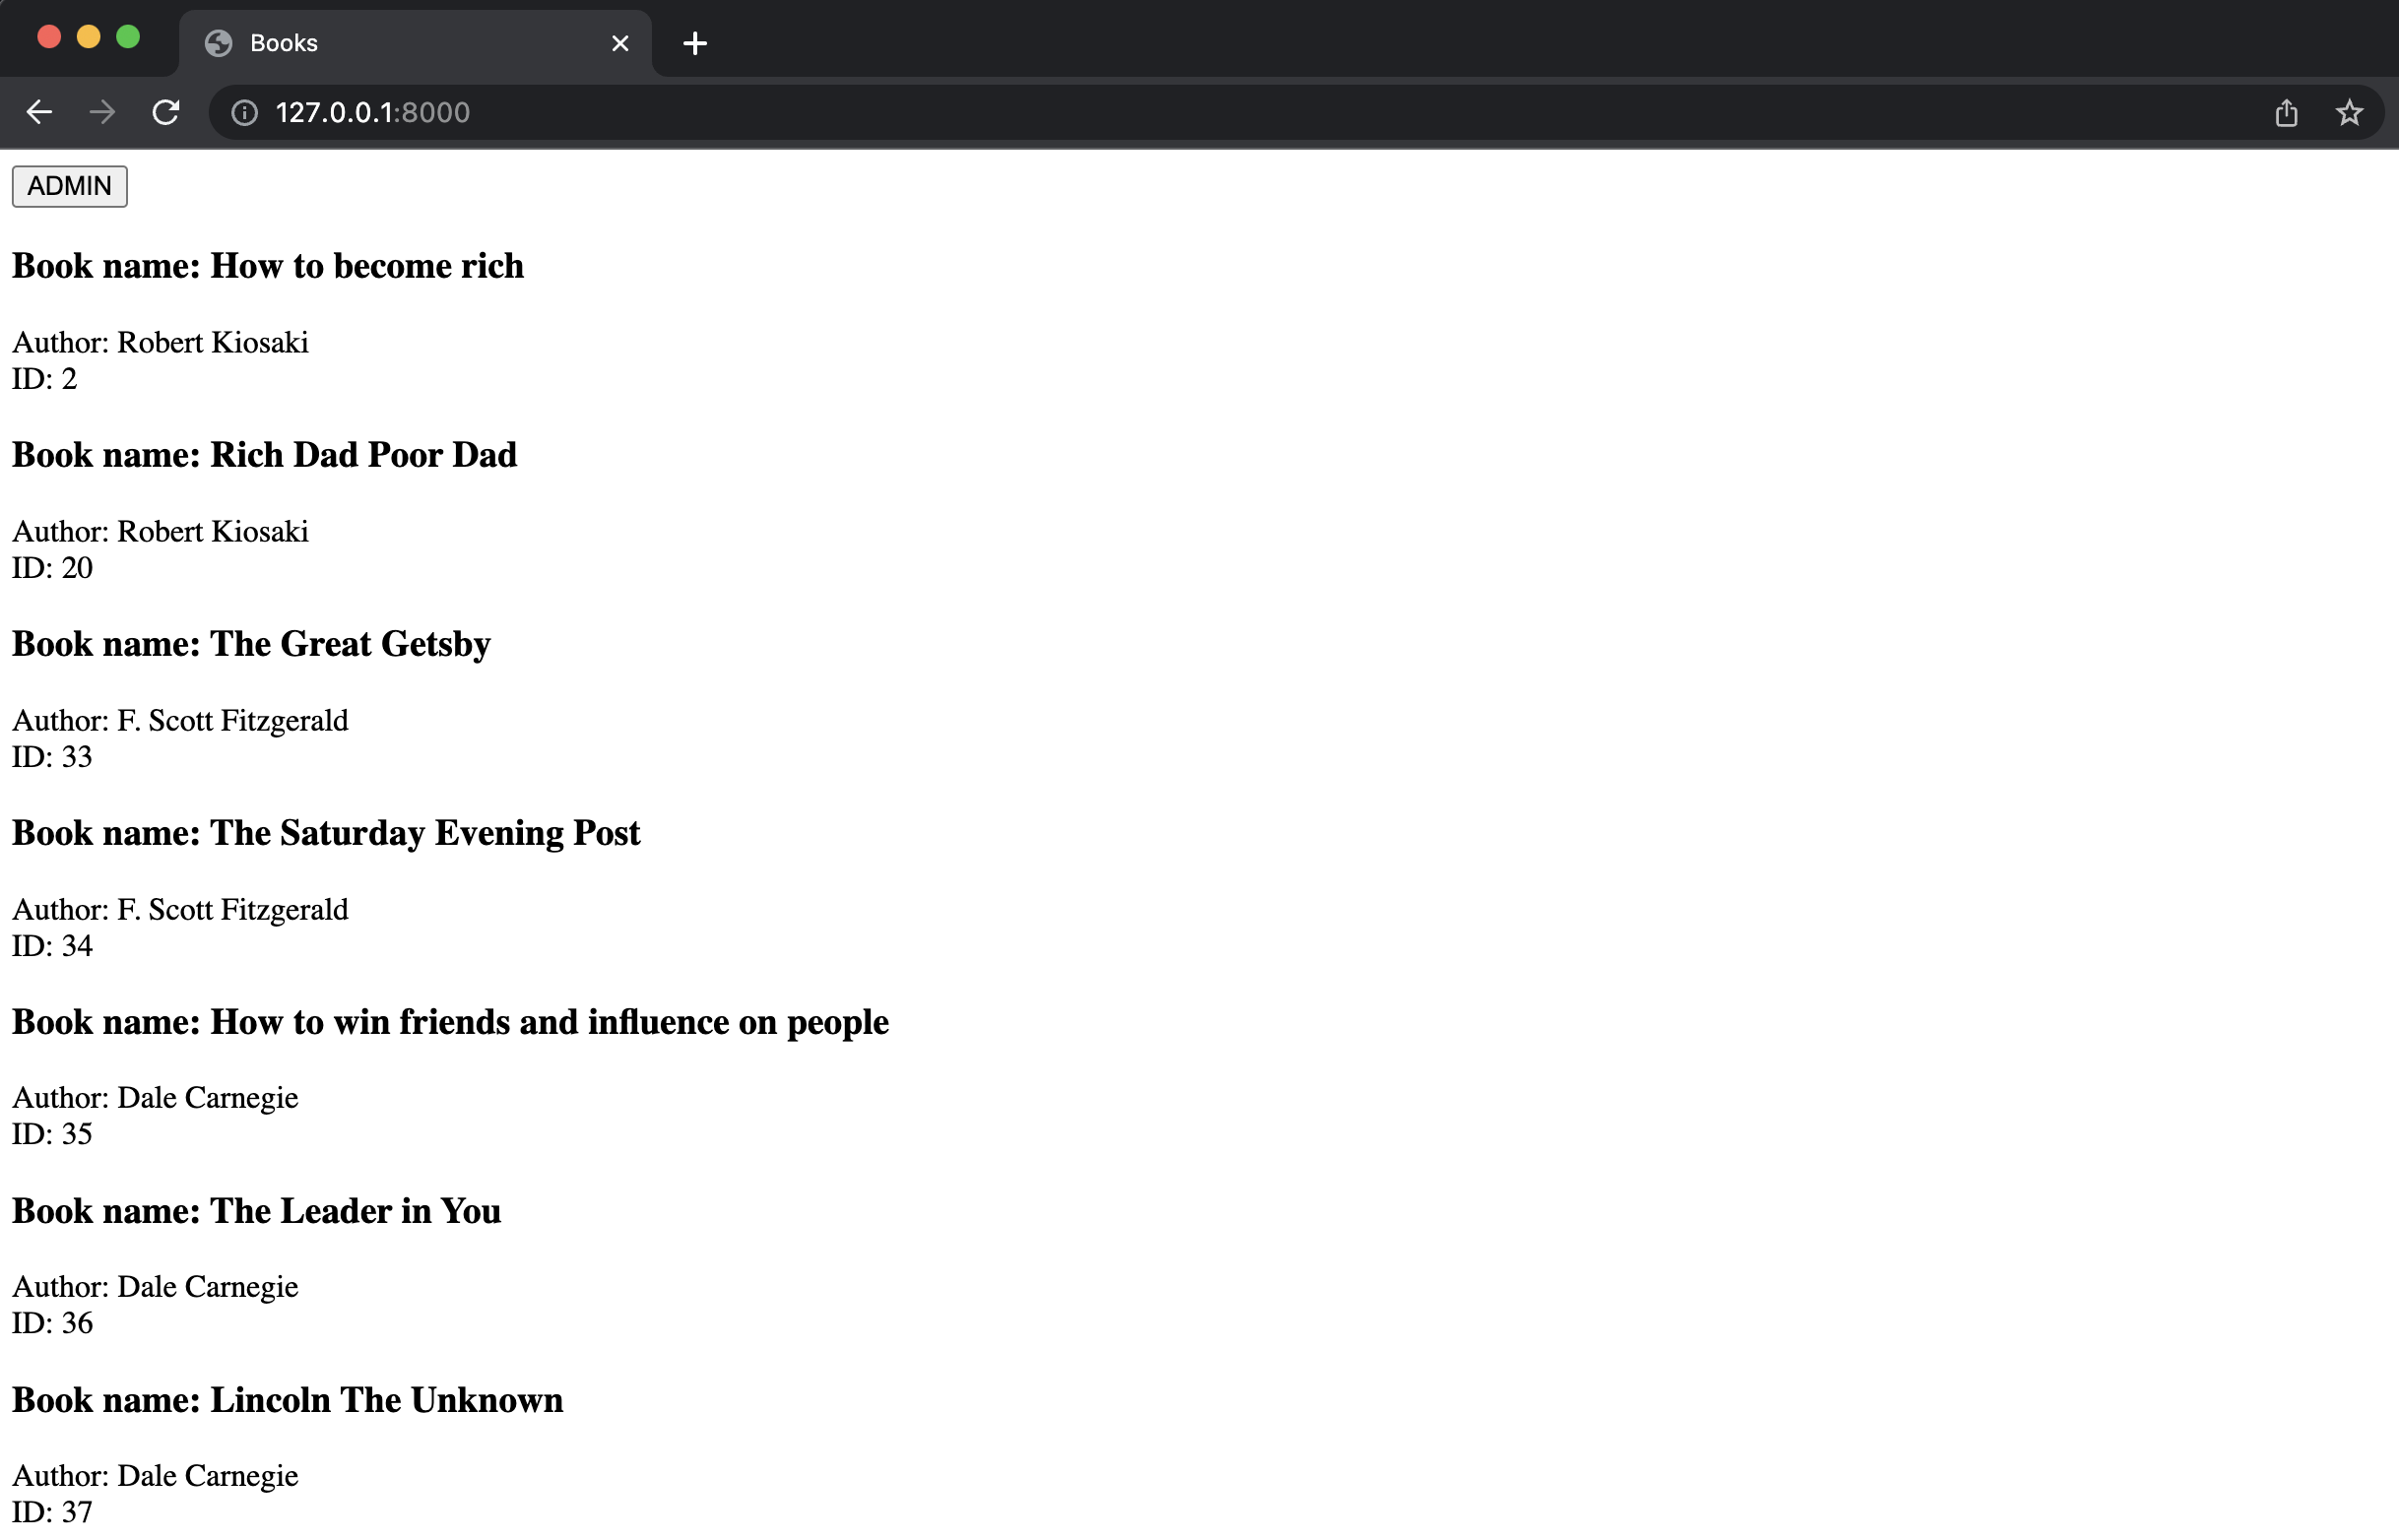 Books
127.0.0.1:8000
ADMIN
Book name: How to become rich
Author: Robert Kiosaki
ID: 2
Book name: Rich Dad Poor Dad
Author: Robert Kiosaki
ID: 20
Book name: The Great Getsby
Author: F. Scott Fitzgerald
ID: 33
Book name: The Saturday Evening Post
Author: F. Scott Fitzgerald
ID: 34
Book name: How to win friends and influence on people
Author: Dale Carnegie
ID: 35
Book name: The Leader in You
Author: Dale Carnegie
ID: 36
Book name: Lincoln The Unknown
Author: Dale Carnegie
ID: 37